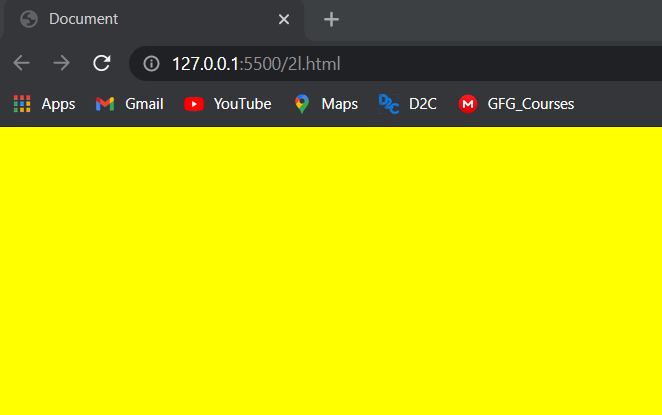 Document
127.0.0.1:5500/2l.html
Apps Gmail YouTube Maps D2C GFG_Courses